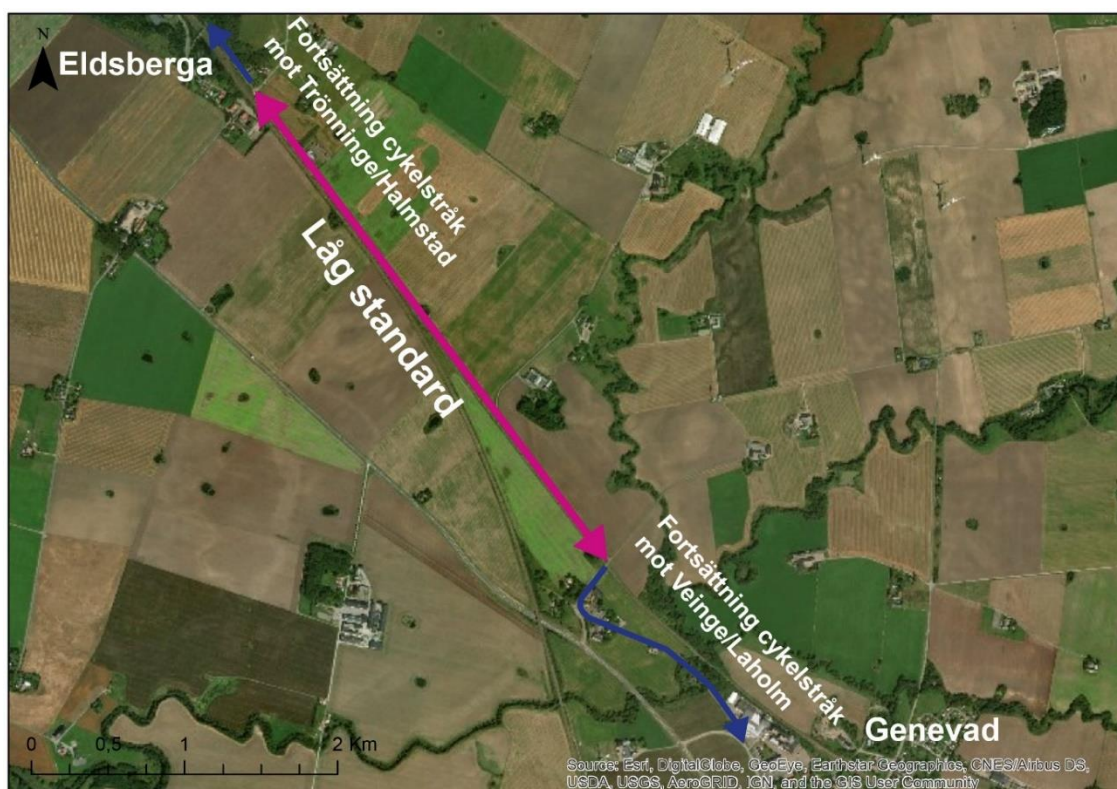 N
Eldsberga
Fortsättning cykelstråk
mot Trönninge/Halmstad
Låg standard
Fortsättning cykelstråk
mot Veinge/Laholm
Genevad
0 0,5 1 2 Km
Source: Esri, DigitalGlobe, GeoEye, Earthstar Geographics, CNES/Airbus DS,
USDA, USGS, AeroGRID, IGN, and the GIS User Community